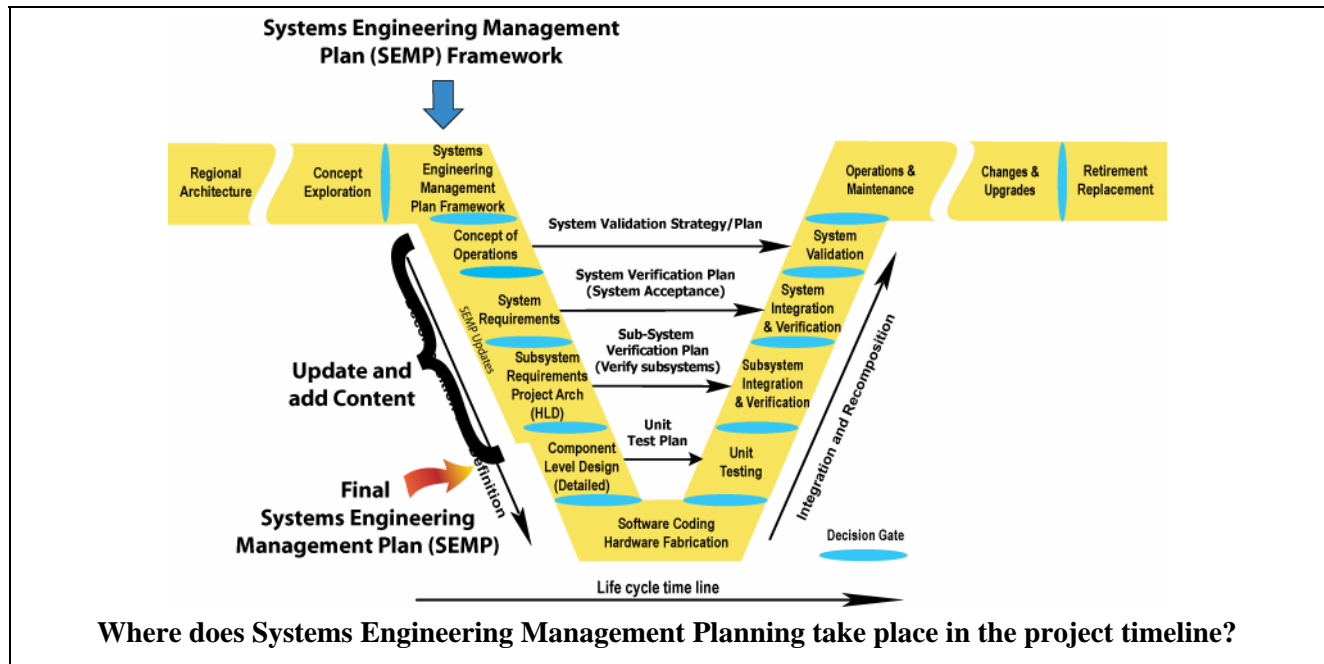 Systems Engineering Management
Plan (SEMP) Framework
Regional
Architecture
Concept
Exploration
Systems
Engineering
Management
Plan Framework
Operations &
Maintenance
Changes &
Upgrades
Retirement
Replacement
Concept of
Operations
System Validation Strategy/Plan
System
Validation
System
Requirements
System Verification Plan
(System Acceptance)
System
Integration
& Verification
SEMP Updates
Subsystem
Requirements
Project Arch
(HLD)
Sub-System
Verification Plan
(Verify subsystems)
Subsystem
Integration
& Verification
Update and
add Content
Component
Level Design
(Detailed)
Unit
Test Plan
Unit
Testing
Definition
Integration and Recomposition
Final
Systems Engineering
Management Plan (SEMP)
Software Coding
Hardware Fabrication
Decision Gate
Life cycle time line
Where does Systems Engineering Management Planning take place in the project timeline?